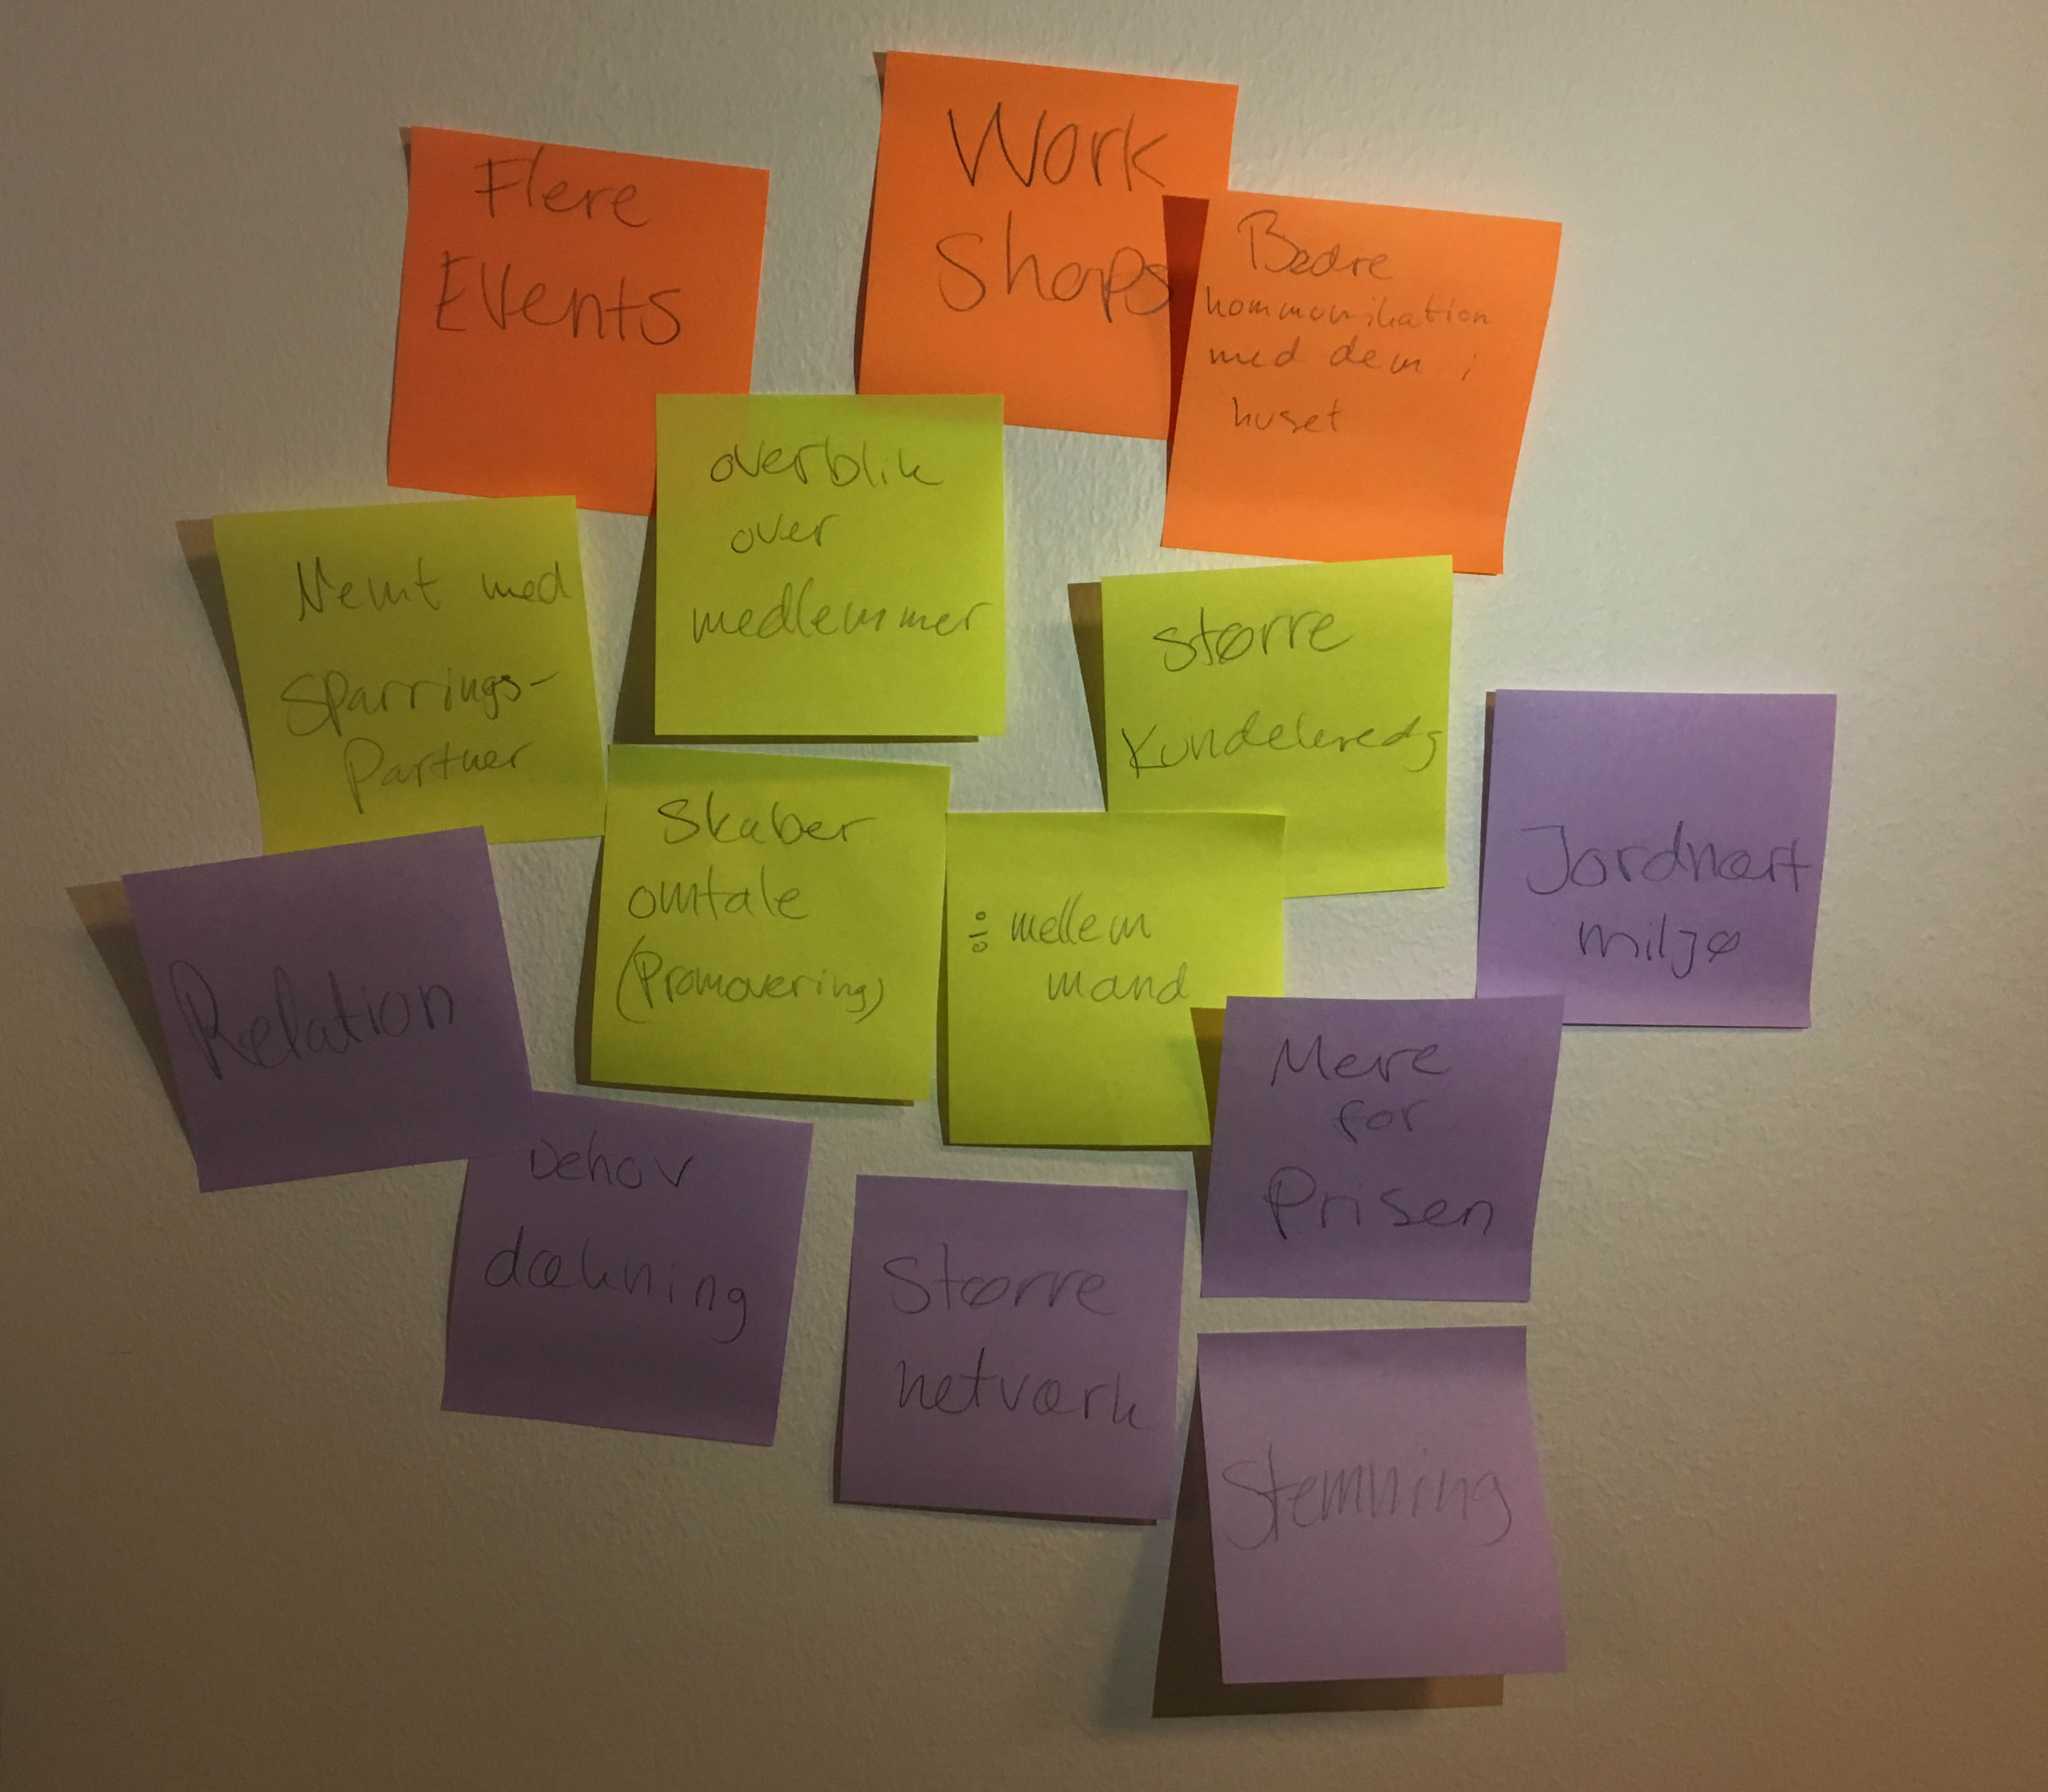 Flere
EVents
Work
Shops
Bedre
kommunikation
med dem i
huset
overblik
over
medlemmer
Nemt med
Sparrings-
Partner
større
Kundekreds
Skaber
omtale
(Promovering)
÷ mellem
mand
Jordnært
miljø
Relation
Mere
for
Prisen
Behov
dækning
Større
netværk
Stemning